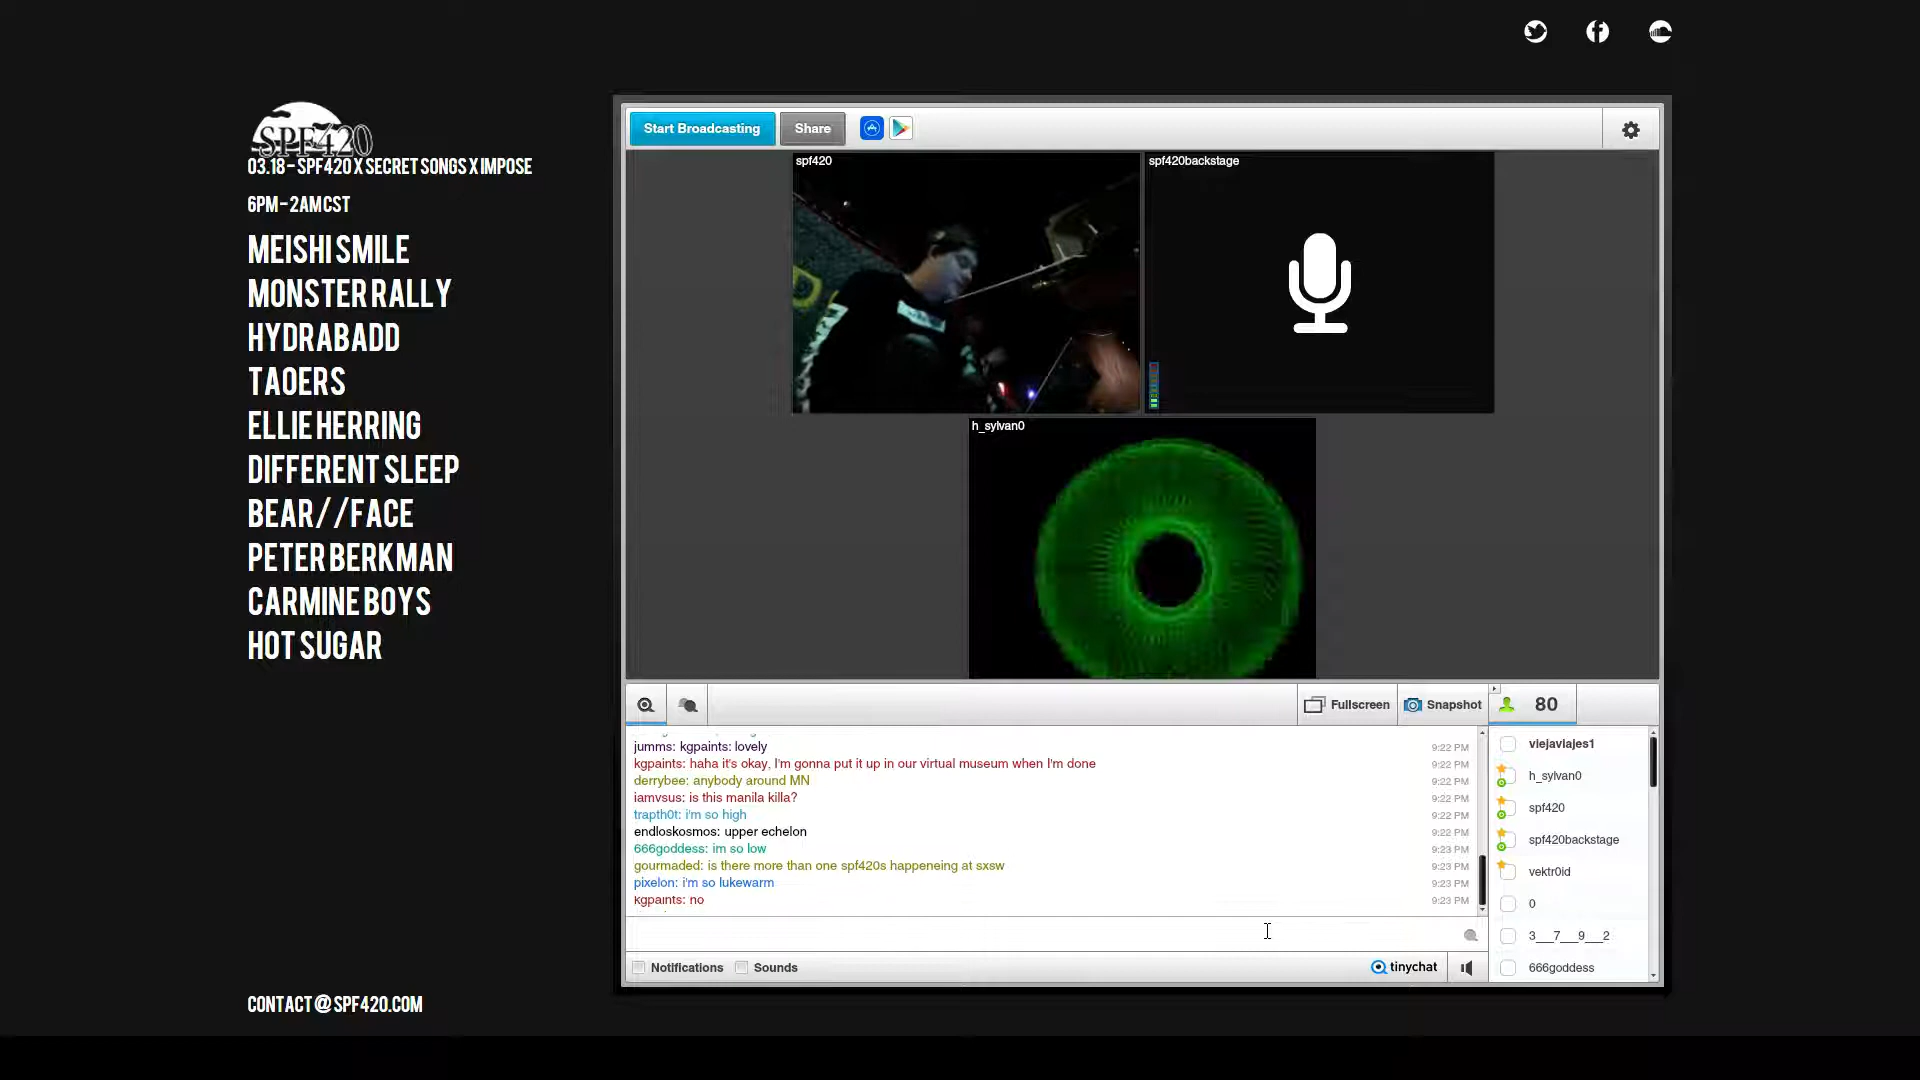 SPF420
03.18 - SPF420 X SECRET SONGS X IMPOSE
6PM - 2AM CST
MEISHI SMILE
MONSTER RALLY
HYDRABADD
TAOERS
ELLIE HERRING
DIFFERENT SLEEP
BEAR//FACE
PETER BERKMAN
CARMINE BOYS
HOT SUGAR
CONTACT@SPF420.COM
Start Broadcasting
Share
spf420
spf420backstage
h_sylvan0
Fullscreen
Snapshot
80
jumms: kgpaints: lovely 9:22 PM
kgpaints: haha it's okay, I'm gonna put it up in our virtual museum when I'm done 9:22 PM
derrybee: anybody around MN 9:22 PM
iamvsus: is this manila killa? 9:22 PM
trapth0t: i'm so high 9:22 PM
endloskosmos: upper echelon 9:22 PM
666goddess: im so low 9:23 PM
gourmaded: is there more than one spf420s happeneing at sxsw 9:23 PM
pixelon: i'm so lukewarm 9:23 PM
kgpaints: no 9:23 PM
Notifications
Sounds
tinychat
viejaviajes1
h_sylvan0
spf420
spf420backstage
vektr0id
0
3__7__9__2
666goddess